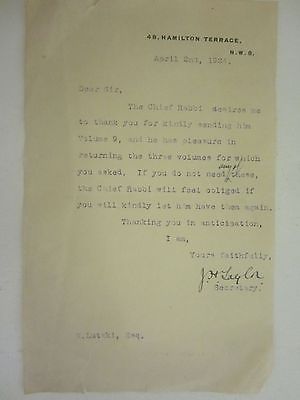 48, HAMILTON TERRACE,
N.W.8.
April 2nd, 1924.
Dear Sir,
The Chief Rabbi desires me
to thank you for kindly sending him
Volume 9, and he has pleasure in
returning the three volumes for which
you asked. If you do not need these,
the Chief Rabbi will feel obliged if
you will kindly let him have them again.
Thanking you in anticipation,
I am,
Yours faithfully,
J. H. Taylor
Secretary.
Esq.